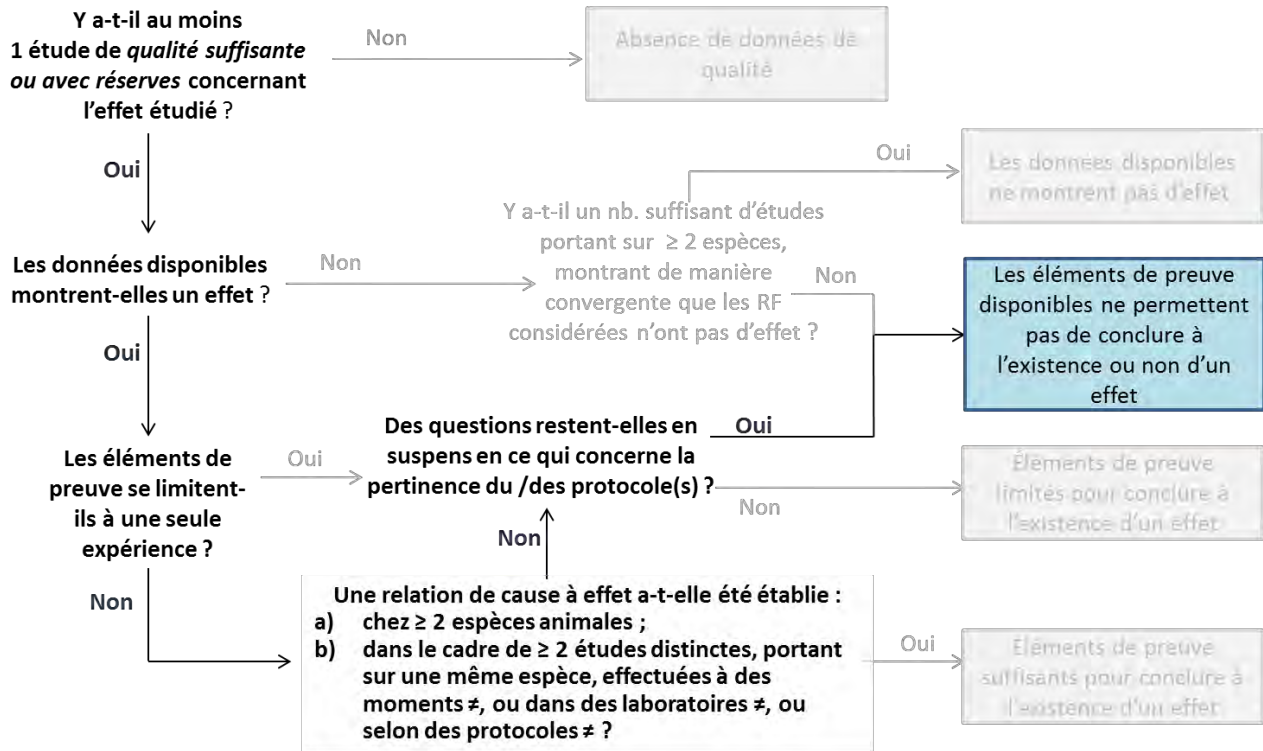 Y a-t-il au moins
1 étude de qualité suffisante
ou avec réserves concernant
l'effet étudié ?
Non
Absence de données de
qualité
Oui
Oui
Les données disponibles
ne montrent pas d'effet
Y a-t-il un nb. suffisant d'études
portant sur ≥ 2 espèces,
montrant de manière
convergente que les RF
considérées n'ont pas d'effet ?
Les données disponibles
montrent-elles un effet ?
Non
Non
Les éléments de preuve
disponibles ne permettent
pas de conclure à
l'existence ou non d'un
effet
Oui
Des questions restent-elles en
suspens en ce qui concerne la
pertinence du /des protocole(s) ?
Oui
Les éléments de
preuve se limitent-
ils à une seule
expérience ?
Oui
Non
Éléments de preuve
limités pour conclure à
l'existence d'un effet
Non
Non
Une relation de cause à effet a-t-elle été établie :
a) chez ≥ 2 espèces animales ;
b) dans le cadre de ≥ 2 études distinctes, portant
sur une même espèce, effectuées à des
moments ≠, ou dans des laboratoires ≠, ou
selon des protocoles ≠ ?
Oui
Eléments de preuve
suffisants pour conclure à
l'existence d'un effet